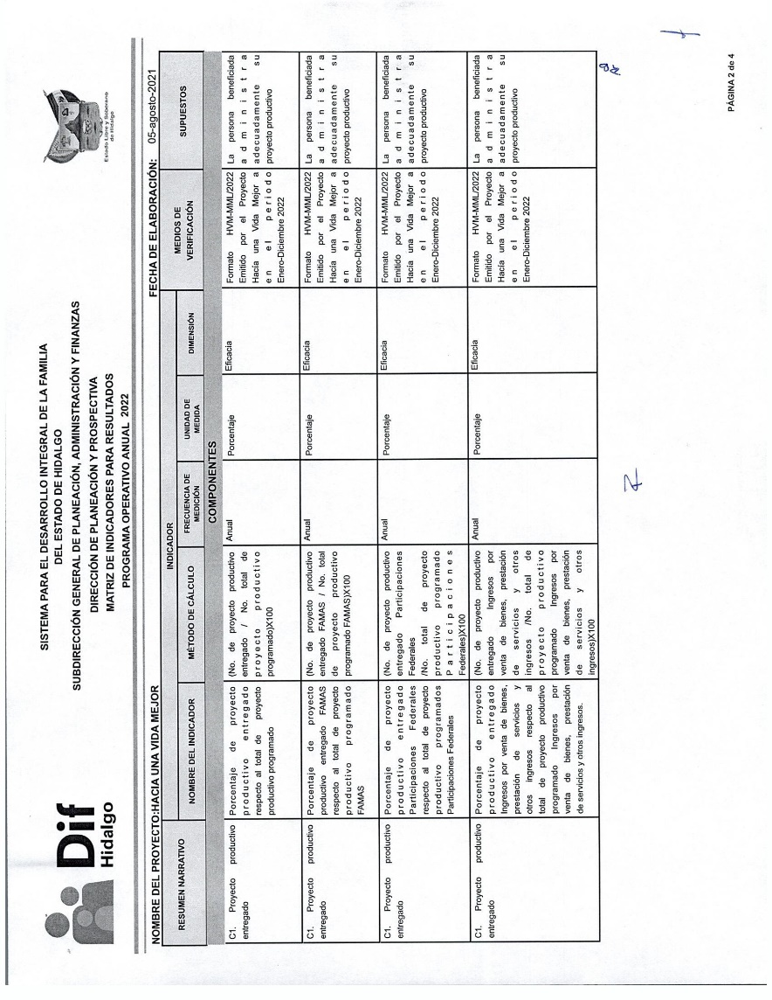 SISTEMA PARA EL DESARROLLO INTEGRAL DE LA FAMILIA
DEL ESTADO DE HIDALGO
SUBDIRECCIÓN GENERAL DE PLANEACIÓN, ADMINISTRACIÓN Y FINANZAS
DIRECCIÓN DE PLANEACIÓN Y PROSPECTIVA
MATRIZ DE INDICADORES PARA RESULTADOS
PROGRAMA OPERATIVO ANUAL 2022
Dif
Hidalgo
Estado Libre y Soberano
de Hidalgo
NOMBRE DEL PROYECTO:HACIA UNA VIDA MEJOR
FECHA DE ELABORACIÓN: 05-agosto-2021
RESUMEN NARRATIVO
INDICADOR
NOMBRE DEL INDICADOR
MÉTODO DE CÁLCULO
FRECUENCIA DE
MEDICIÓN
UNIDAD DE
MEDIDA
DIMENSIÓN
MEDIOS DE
VERIFICACIÓN
SUPUESTOS
COMPONENTES
C1. Proyecto productivo
entregado
Porcentaje de proyecto
productivo entregado
respecto al total de proyecto
productivo programado
(No. de proyecto productivo
entregado / No. total de
proyecto productivo
programado)X100
Anual
Porcentaje
Eficacia
Formato HVM-MML/2022
Emitido por el Proyecto
Hacía una Vida Mejor a
en el periodo
Enero-Diciembre 2022
La persona beneficiada
administra
adecuadamente su
proyecto productivo
C1. Proyecto productivo
entregado
Porcentaje de proyecto
productivo entregado FAMAS
respecto al total de proyecto
productivo programado
FAMAS
(No. de proyecto productivo
entregado FAMAS / No. total
de proyecto productivo
programado FAMAS)X100
Anual
Porcentaje
Eficacia
Formato HVM-MML/2022
Emitido por el Proyecto
Hacía una Vida Mejor a
en el periodo
Enero-Diciembre 2022
La persona beneficiada
administra
adecuadamente su
proyecto productivo
C1. Proyecto productivo
entregado
Porcentaje de proyecto
productivo entregado
Participaciones Federales
respecto al total de proyecto
productivo programados
Participaciones Federales
(No. de proyecto productivo
entregado Participaciones
Federales
/No. total de proyecto
productivo programado
Participaciones
Federales)X100
Anual
Porcentaje
Eficacia
Formato HVM-MML/2022
Emitido por el Proyecto
Hacía una Vida Mejor a
en el periodo
Enero-Diciembre 2022
La persona beneficiada
administra
adecuadamente su
proyecto productivo
C1. Proyecto productivo
entregado
Porcentaje de proyecto
productivo entregado
Ingresos por venta de bienes,
prestación de servicios y
otros ingresos respecto al
total de proyecto productivo
programado Ingresos por
venta de bienes, prestación
de servicios y otros ingresos.
(No. de proyecto productivo
entregado Ingresos por
venta de bienes, prestación
de servicios y otros
ingresos /No. total de
proyecto productivo
programado Ingresos por
venta de bienes, prestación
de servicios y otros
ingresos)X100
Anual
Porcentaje
Eficacia
Formato HVM-MML/2022
Emitido por el Proyecto
Hacía una Vida Mejor a
en el periodo
Enero-Diciembre 2022
La persona beneficiada
administra
adecuadamente su
proyecto productivo
PÁGINA 2 de 4